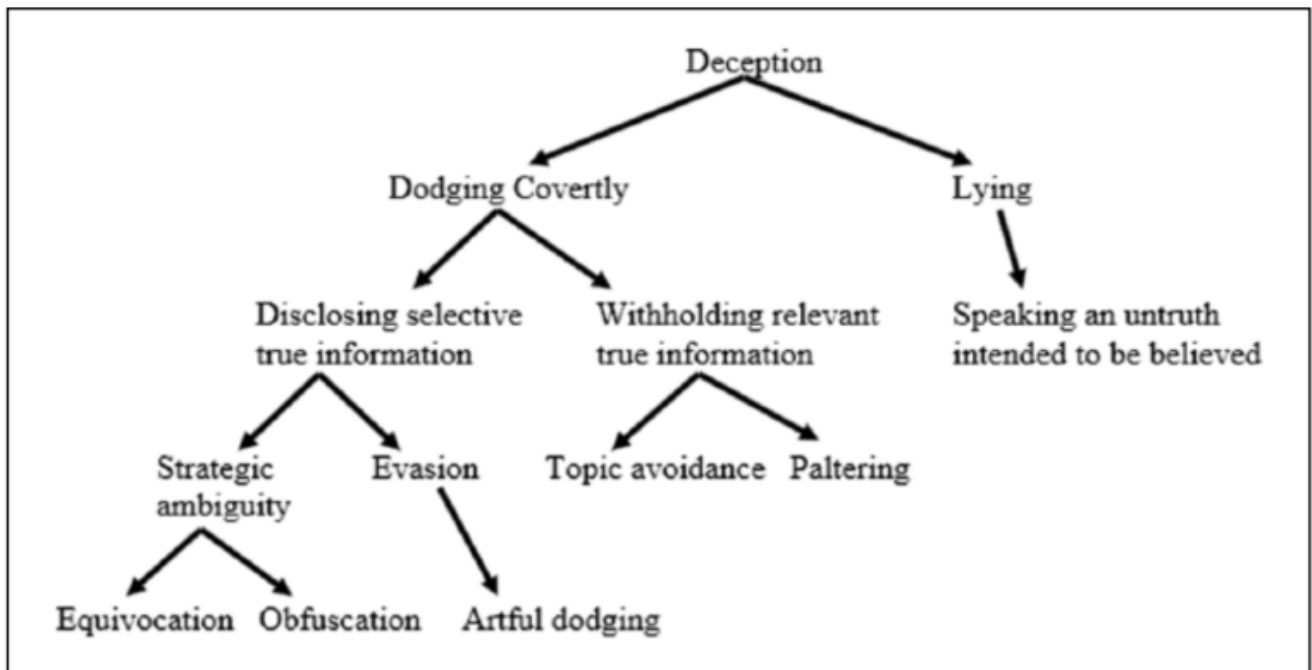 Deception
Dodging Covertly
Lying
Disclosing selective
true information
Withholding relevant
true information
Speaking an untruth
intended to be believed
Strategic
ambiguity
Evasion
Topic avoidance
Paltering
Equivocation
Obfuscation
Artful dodging